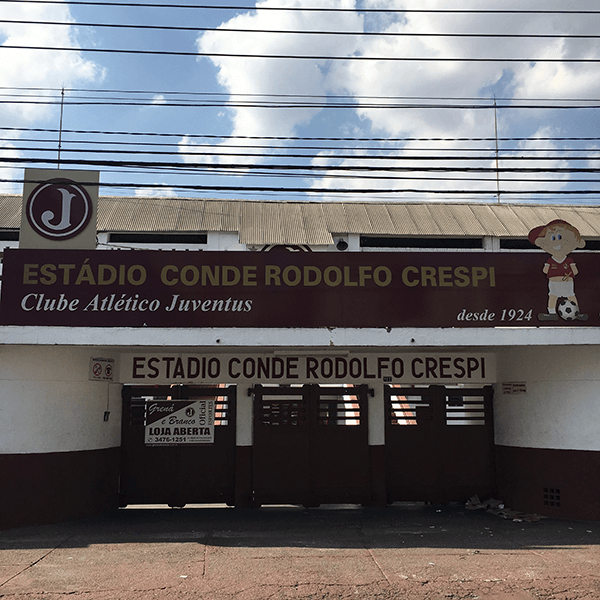 J
ESTÁDIO CONDE RODOLFO CRESPI
Clube Atlético Juventus
desde 1924
ESTADIO CONDE RODOLFO CRESPI
Grená
e Branco
J
Oficial
LOJA ABERTA
3476-1251